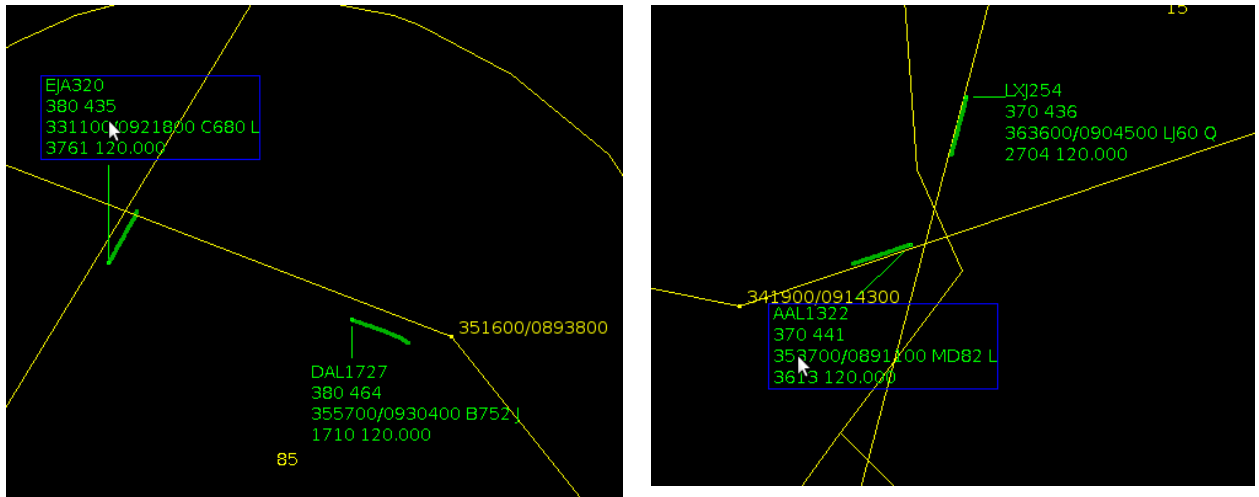 EJA320
380 435
331100/0921800 C680 L
3761 120.000
351600/0893800
DAL1727
380 464
355700/0930400 B752 J
1710 120.000
85
15
LXJ254
370 436
363600/0904500 LJ60 Q
2704 120.000
341900/0914300
AAL1322
370 441
353700/0891100 MD82 L
3613 120.000